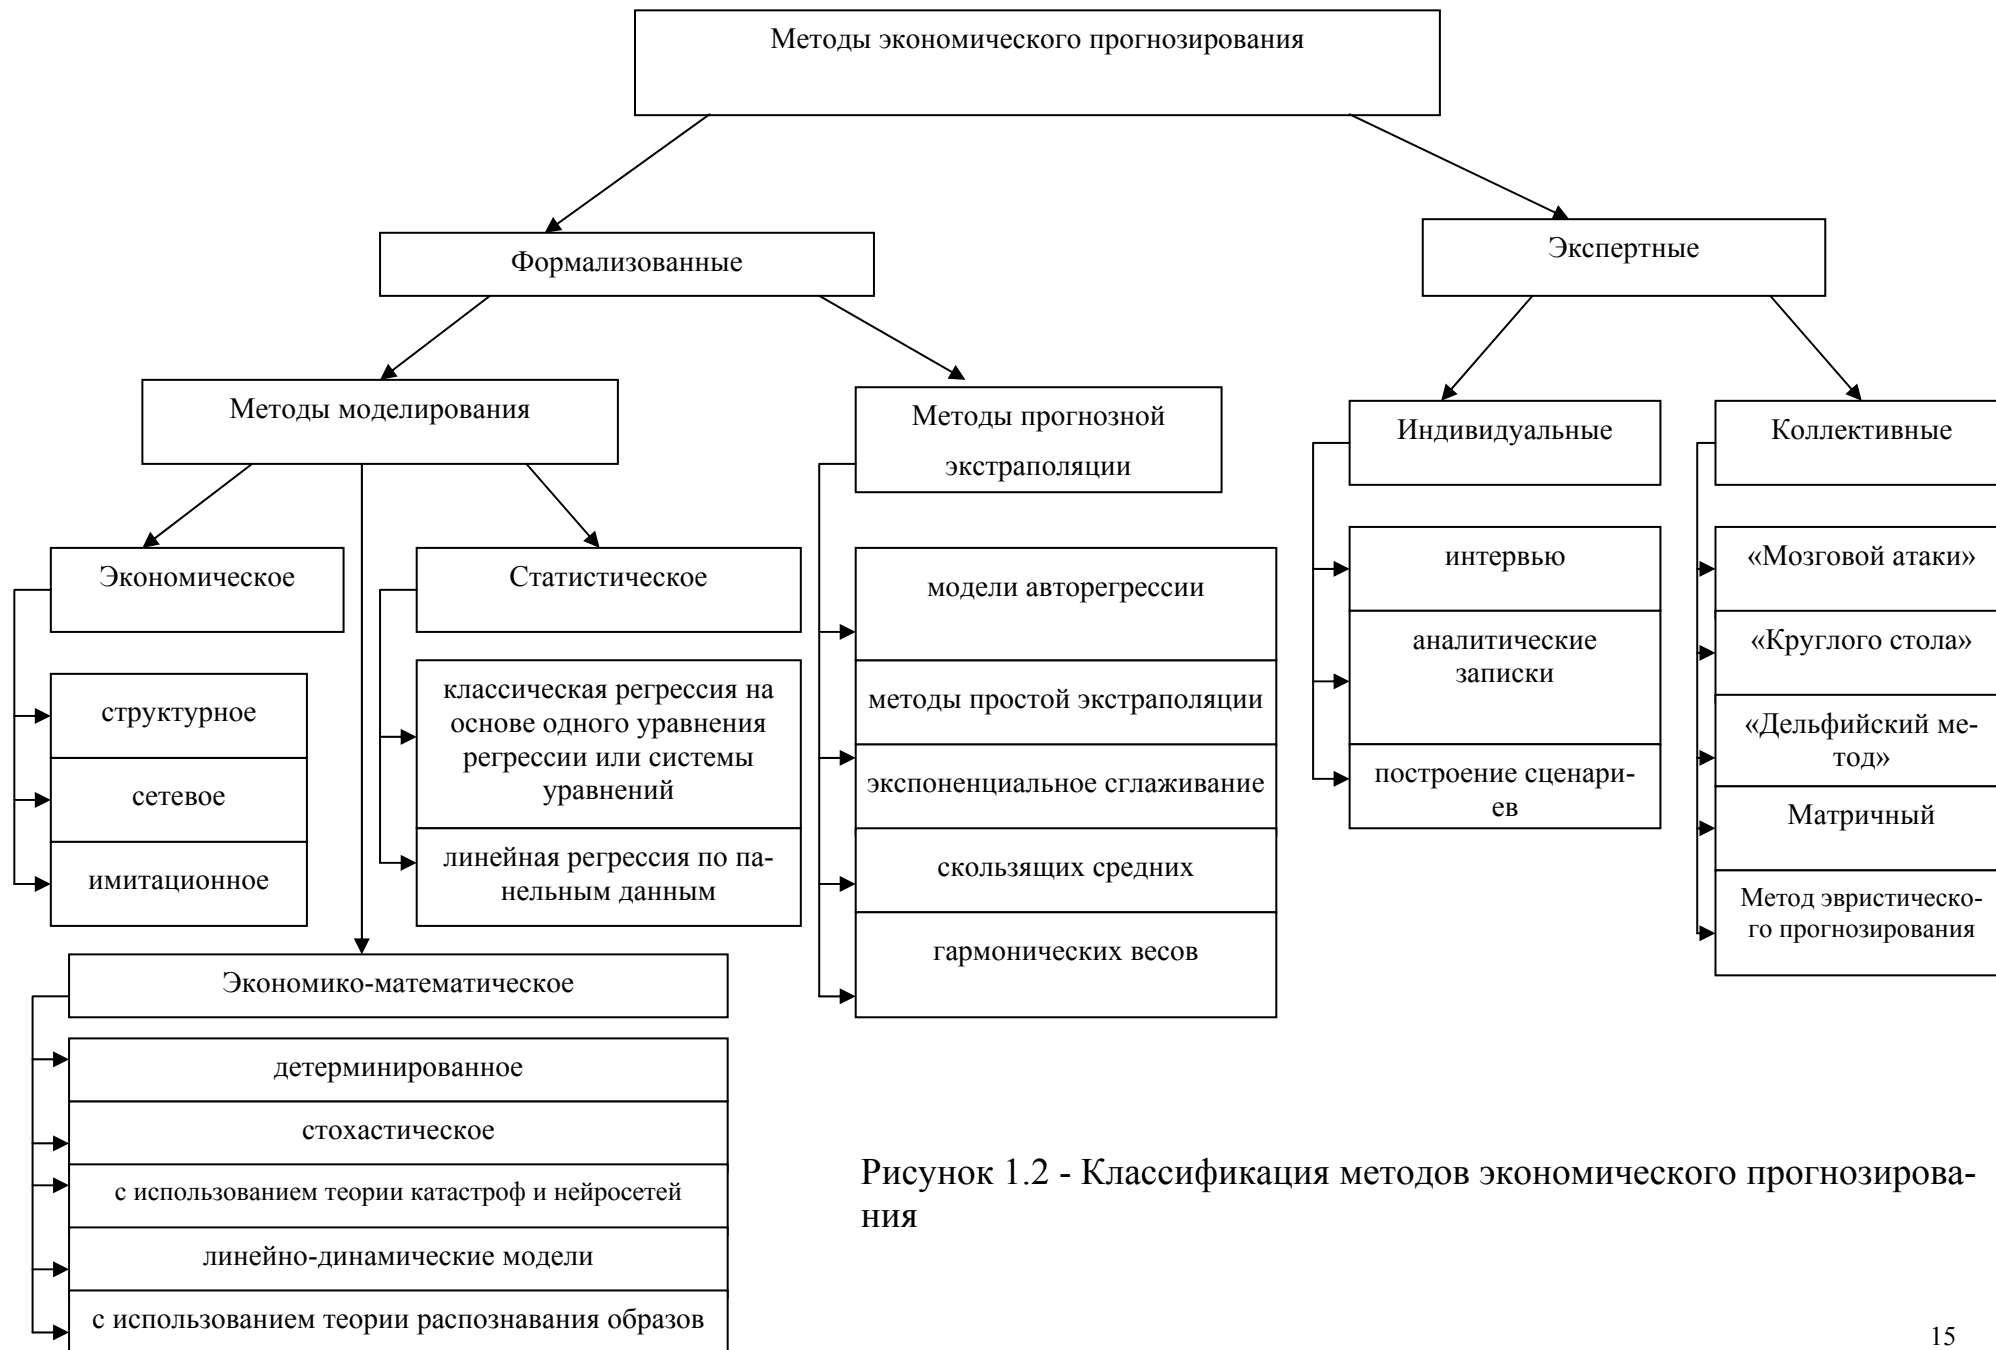 Методы экономического прогнозирования
Формализованные
Экспертные
Методы моделирования
Методы прогнозной
экстраполяции
Индивидуальные
Коллективные
Экономическое
Статистическое
структурное
сетевое
имитационное
классическая регрессия на
основе одного уравнения
регрессии или системы
уравнений
линейная регрессия по па-
нельным данным
модели авторегрессии
методы простой экстраполяции
экспоненциальное сглаживание
скользящих средних
гармонических весов
интервью
аналитические
записки
построение сценари-
ев
«Мозговой атаки»
«Круглого стола»
«Дельфийский ме-
тод»
Матричный
Метод эвристическо-
го прогнозирования
Экономико-математическое
детерминированное
стохастическое
с использованием теории катастроф и нейросетей
линейно-динамические модели
с использованием теории распознавания образов
Рисунок 1.2 - Классификация методов экономического прогнозирова-
ния
15